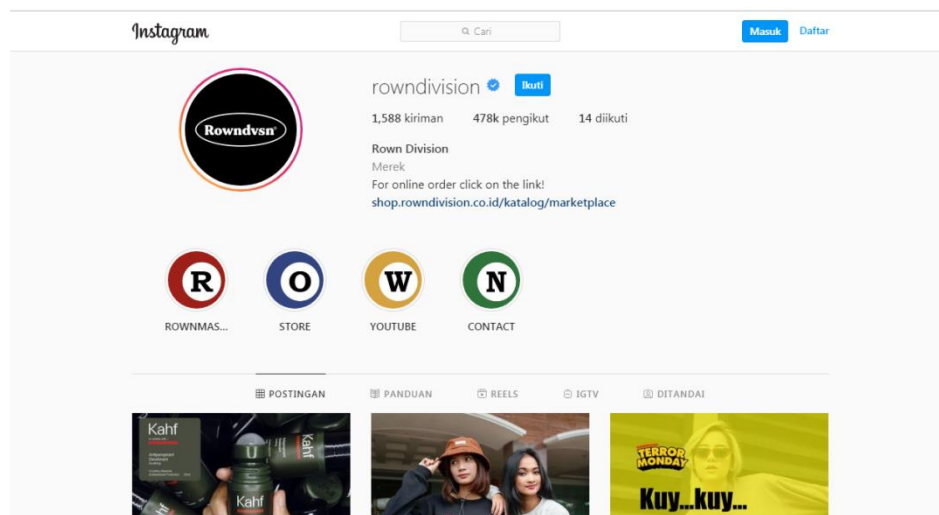 Instagram
Cari
Masuk Daftar
Rowndvsn
rowndivision Ikuti
1,588 kiriman 478k pengikut 14 diikuti
Rown Division
Merek
For online order click on the link!
shop.rowndivision.co.id/katalog/marketplace
R O W N
ROWNMAS... STORE YOUTUBE CONTACT
POSTINGAN PANDUAN REELS IGTV DITANDAI
Kahf
Kahf
Kahf
Kahf
TERROR
MONDAY
Kuy...kuy...